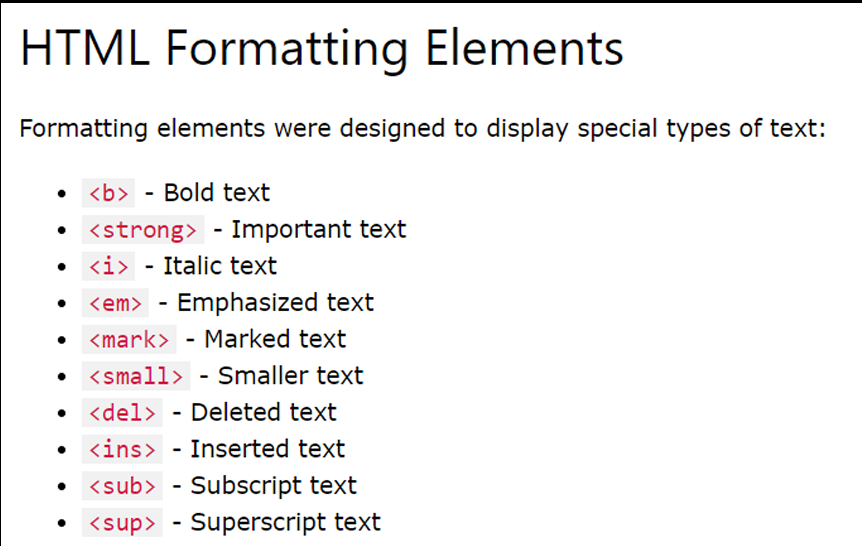 HTML Formatting Elements
Formatting elements were designed to display special types of text:
• <b> - Bold text
• <strong> - Important text
• <i> - Italic text
• <em> - Emphasized text
• <mark> - Marked text
• <small> - Smaller text
• <del> - Deleted text
• <ins> - Inserted text
• <sub> - Subscript text
• <sup> - Superscript text